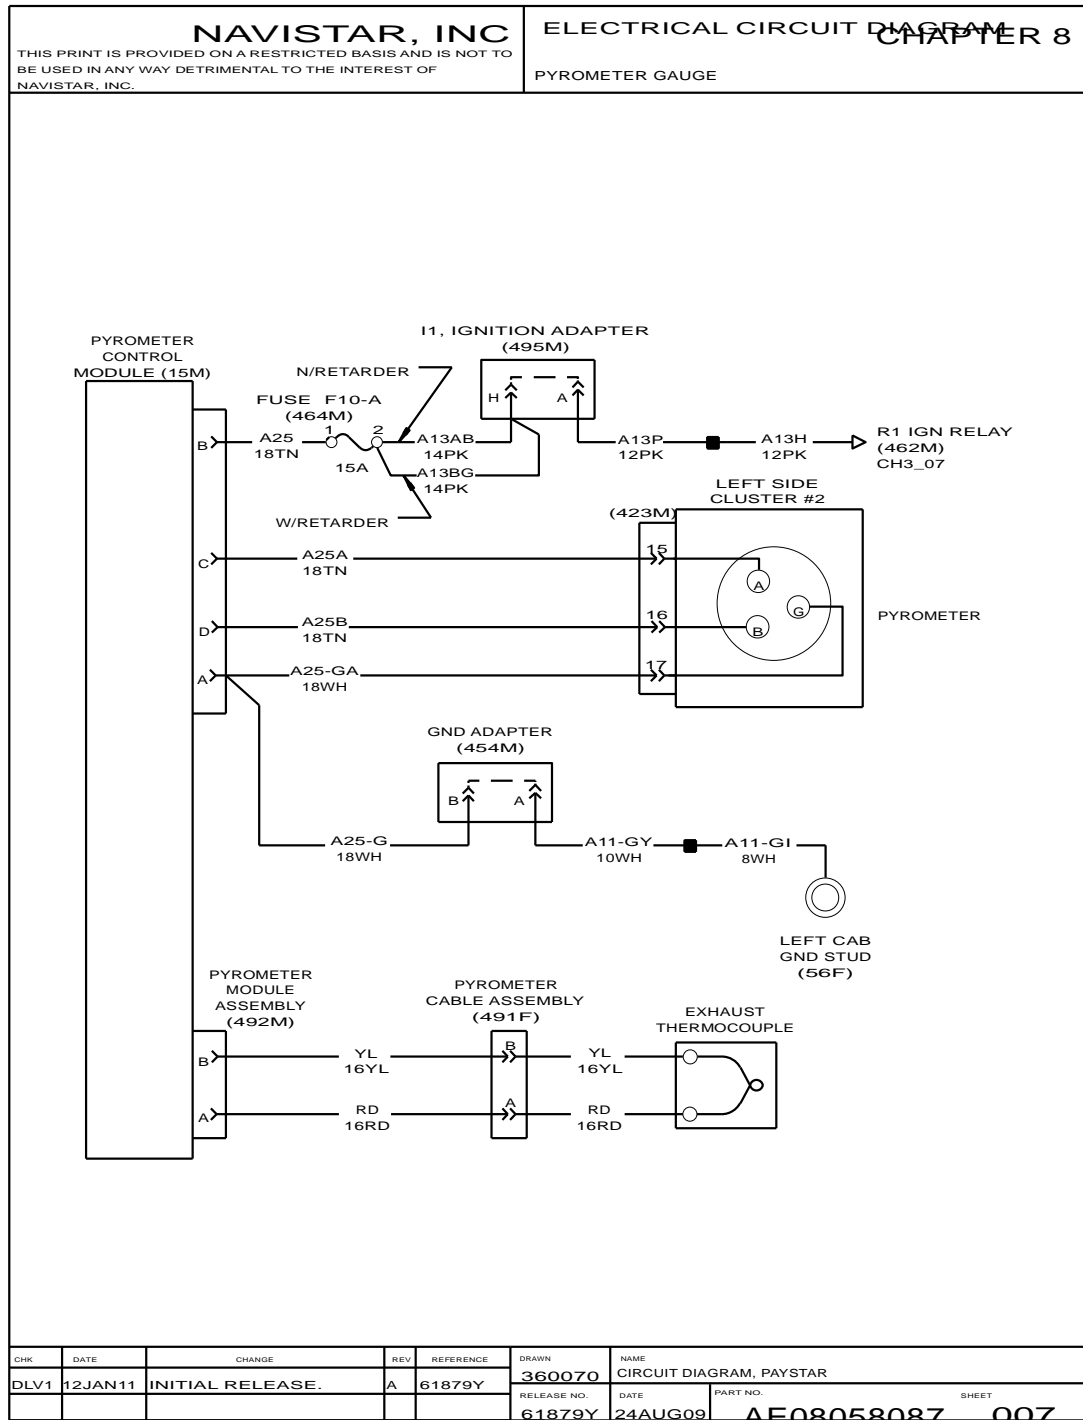 NAVISTAR, INC
THIS PRINT IS PROVIDED ON A RESTRICTED BASIS AND IS NOT TO
BE USED IN ANY WAY DETRIMENTAL TO THE INTEREST OF
NAVISTAR, INC.
ELECTRICAL CIRCUIT DIAGRAM
CHAPTER 8
PYROMETER GAUGE
PYROMETER
CONTROL
MODULE (15M)
I1, IGNITION ADAPTER
(495M)
N/RETARDER
FUSE F10-A
(464M)
H
A
B
A25
18TN
1
2
15A
A13AB
14PK
A13BG
14PK
W/RETARDER
A13P
12PK
A13H
12PK
R1 IGN RELAY
(462M)
CH3_07
LEFT SIDE
CLUSTER #2
(423M)
C
A25A
18TN
15
A
G
B
PYROMETER
D
A25B
18TN
16
A
A25-GA
18WH
17
GND ADAPTER
(454M)
B
A
A25-G
18WH
A11-GY
10WH
A11-GI
8WH
LEFT CAB
GND STUD
(56F)
PYROMETER
MODULE
ASSEMBLY
(492M)
PYROMETER
CABLE ASSEMBLY
(491F)
EXHAUST
THERMOCOUPLE
B
YL
16YL
B
YL
16YL
A
RD
16RD
A
RD
16RD
CHK DATE CHANGE REV REFERENCE
DLV1 12JAN11 INITIAL RELEASE. A 61879Y
DRAWN
360070
NAME
CIRCUIT DIAGRAM, PAYSTAR
RELEASE NO.
61879Y
DATE
24AUG09
PART NO.
AE08058087
SHEET
007